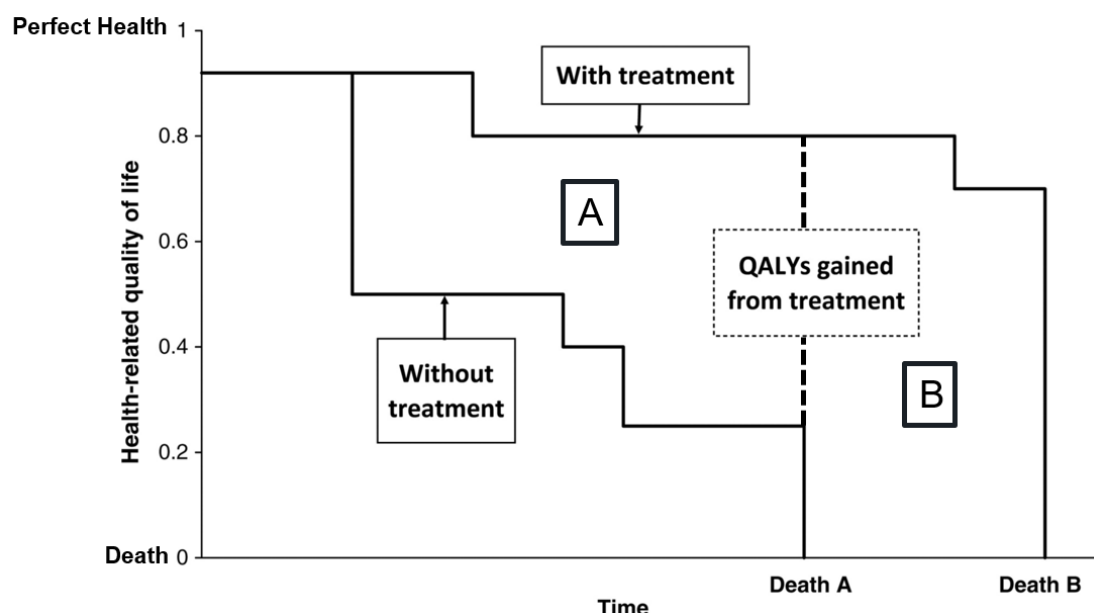 Perfect Health 1
With treatment
0.8
A
0.6
QALYs gained
from treatment
Health-related quality of life
0.4
Without
treatment
B
0.2
Death 0
Death A
Death B
Time